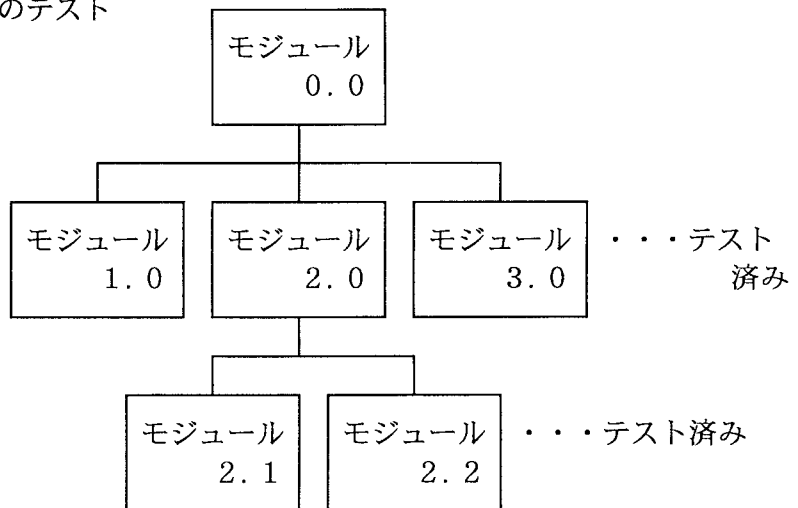 のテスト
モジュール
0.0
モジュール
1.0
モジュール
2.0
モジュール
3.0
・・・テスト
済み
モジュール
2.1
モジュール
2.2
・・・テスト済み